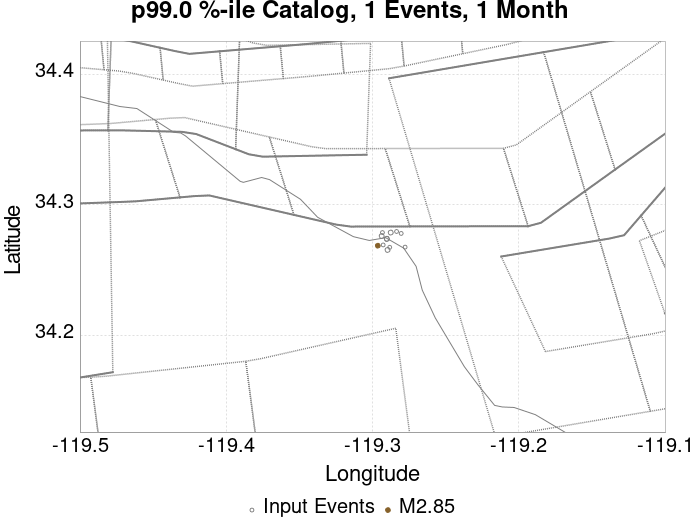 p99.0 %-ile Catalog, 1 Events, 1 Month
34.4
34.3
34.2
Latitude
-119.5 -119.4 -119.3 -119.2 -119.1
Longitude
Input Events M2.85